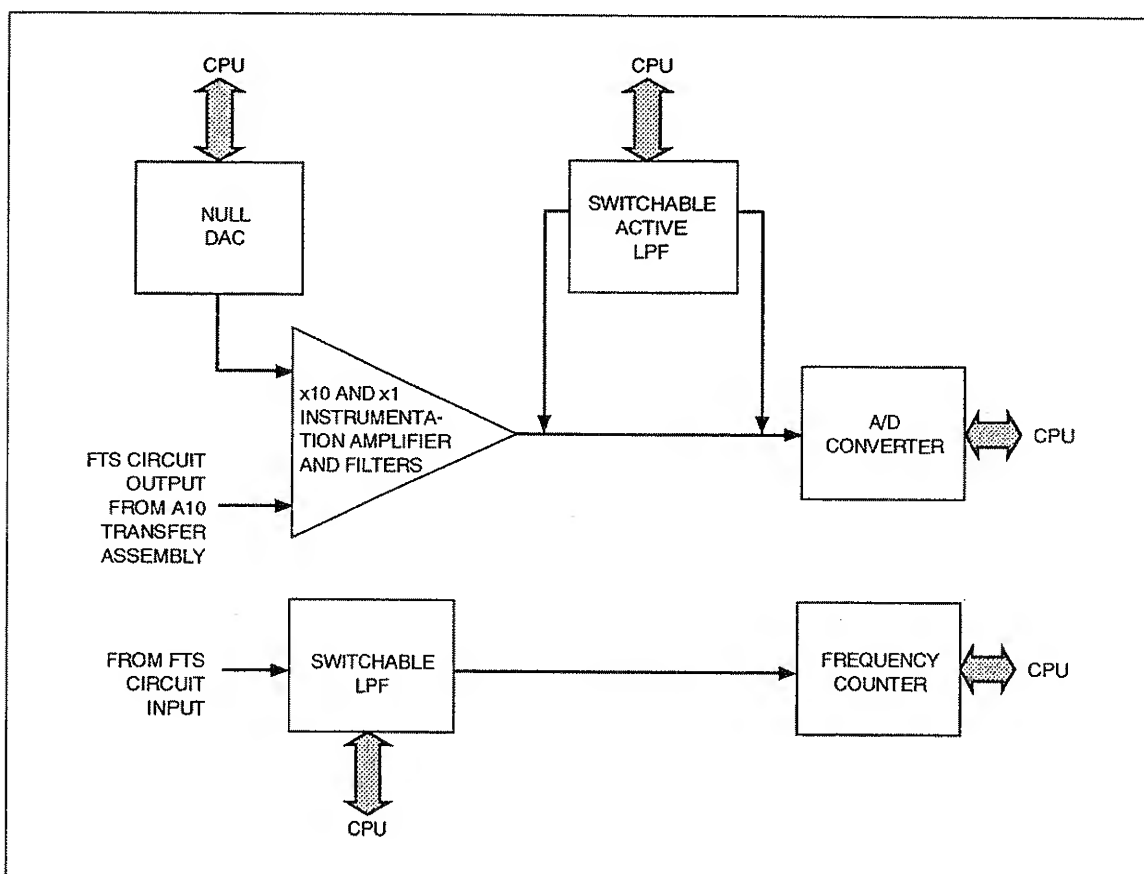 CPU
CPU
NULL
DAC
SWITCHABLE
ACTIVE
LPF
x10 AND x1
INSTRUMENTA-
TION AMPLIFIER
AND FILTERS
FTS CIRCUIT
OUTPUT
FROM A10
TRANSFER
ASSEMBLY
A/D
CONVERTER
CPU
FROM FTS
CIRCUIT
INPUT
SWITCHABLE
LPF
FREQUENCY
COUNTER
CPU
CPU